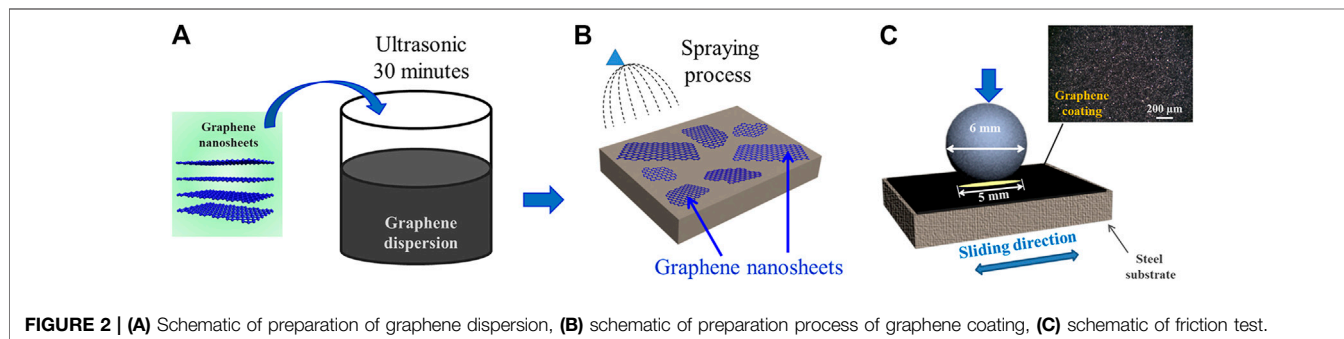 A
Ultrasonic
30 minutes
Graphene
nanosheets
Graphene
dispersion
B
Spraying
process
Graphene nanosheets
C
Graphene
coating
200 μm
6 mm
5 mm
Sliding direction
Steel
substrate
FIGURE 2 | (A) Schematic of preparation of graphene dispersion, (B) schematic of preparation process of graphene coating, (C) schematic of friction test.